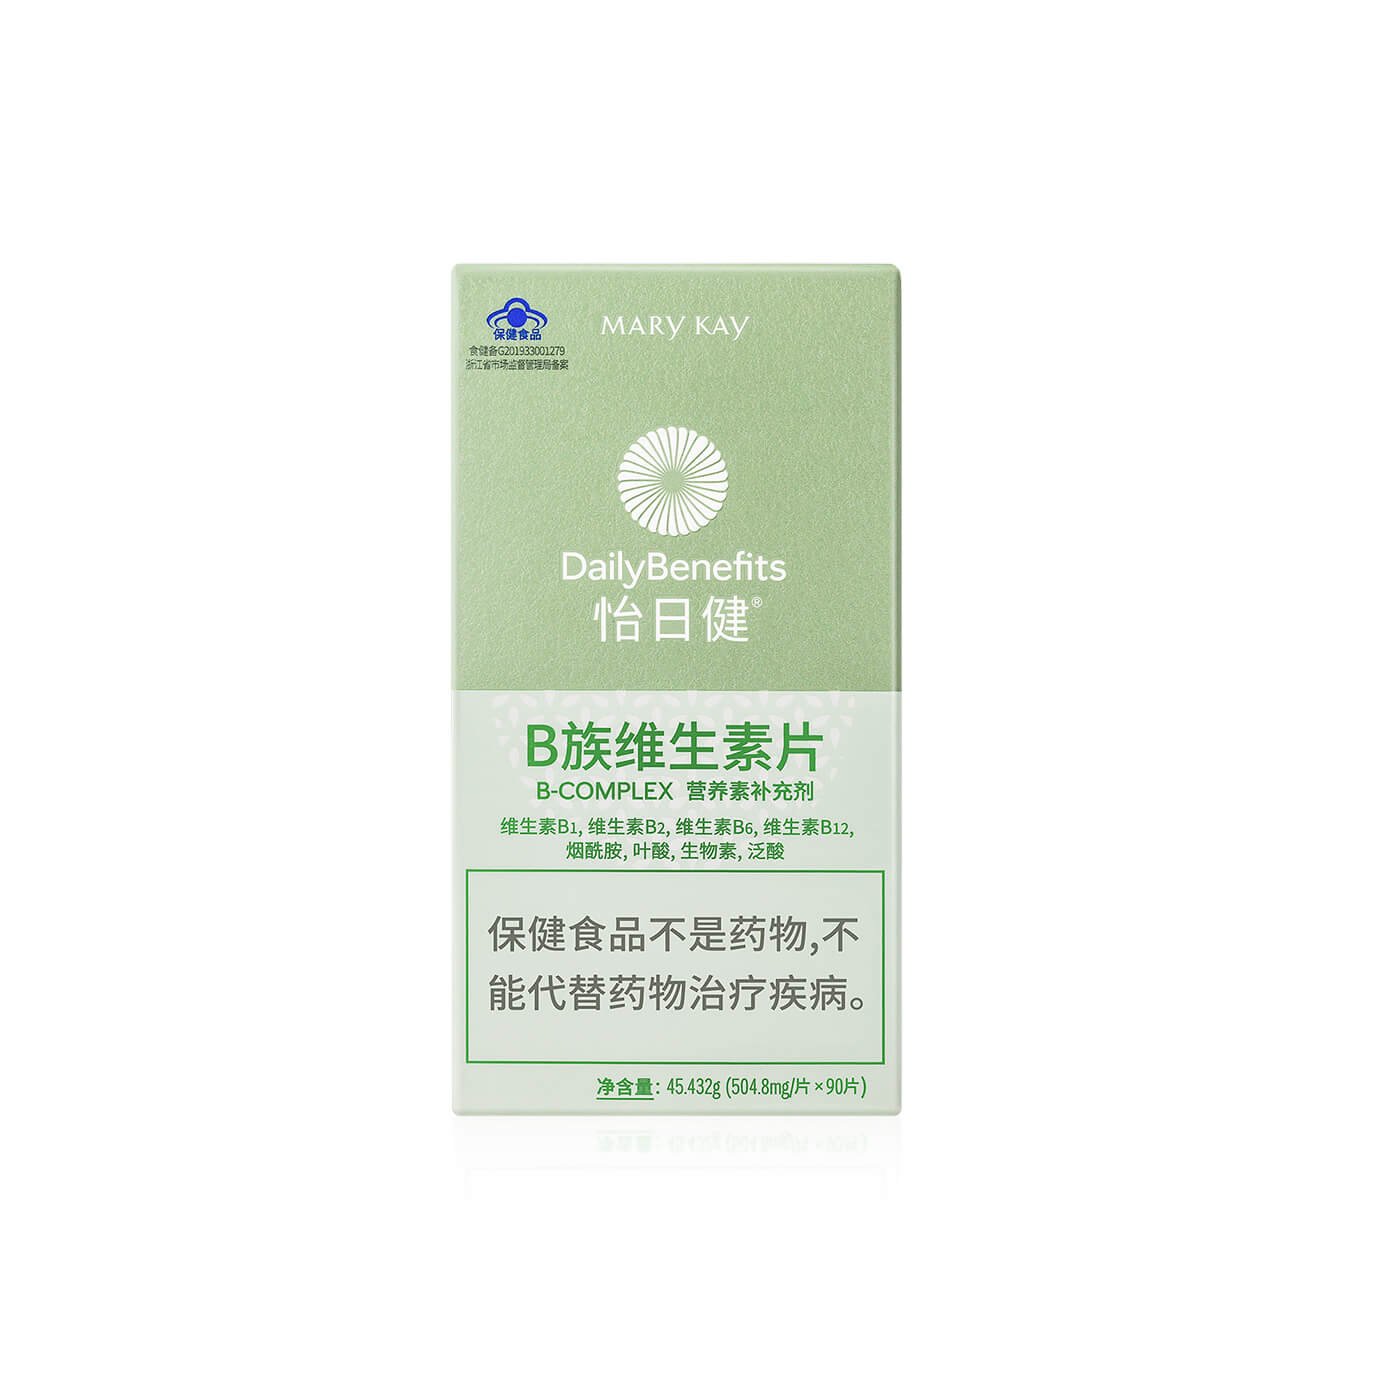 MARY KAY
保健食品
食健备G201933001279
浙江省市场监督管理局备案
DailyBenefits
怡日健®
B族维生素片
B-COMPLEX 营养素补充剂
维生素B1, 维生素B2, 维生素B6, 维生素B12,
烟酰胺, 叶酸, 生物素, 泛酸
保健食品不是药物,不
能代替药物治疗疾病。
净含量: 45.432g (504.8mg/片×90片)